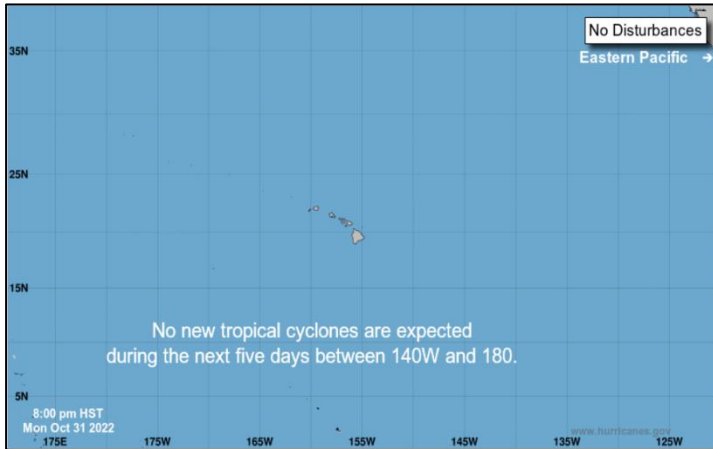 No Disturbances
35N
Eastern Pacific →
25N
15N
No new tropical cyclones are expected
during the next five days between 140W and 180.
5N
8:00 pm HST
Mon Oct 31 2022
www.hurricanes.gov
175E 175W 165W 155W 145W 135W 125W